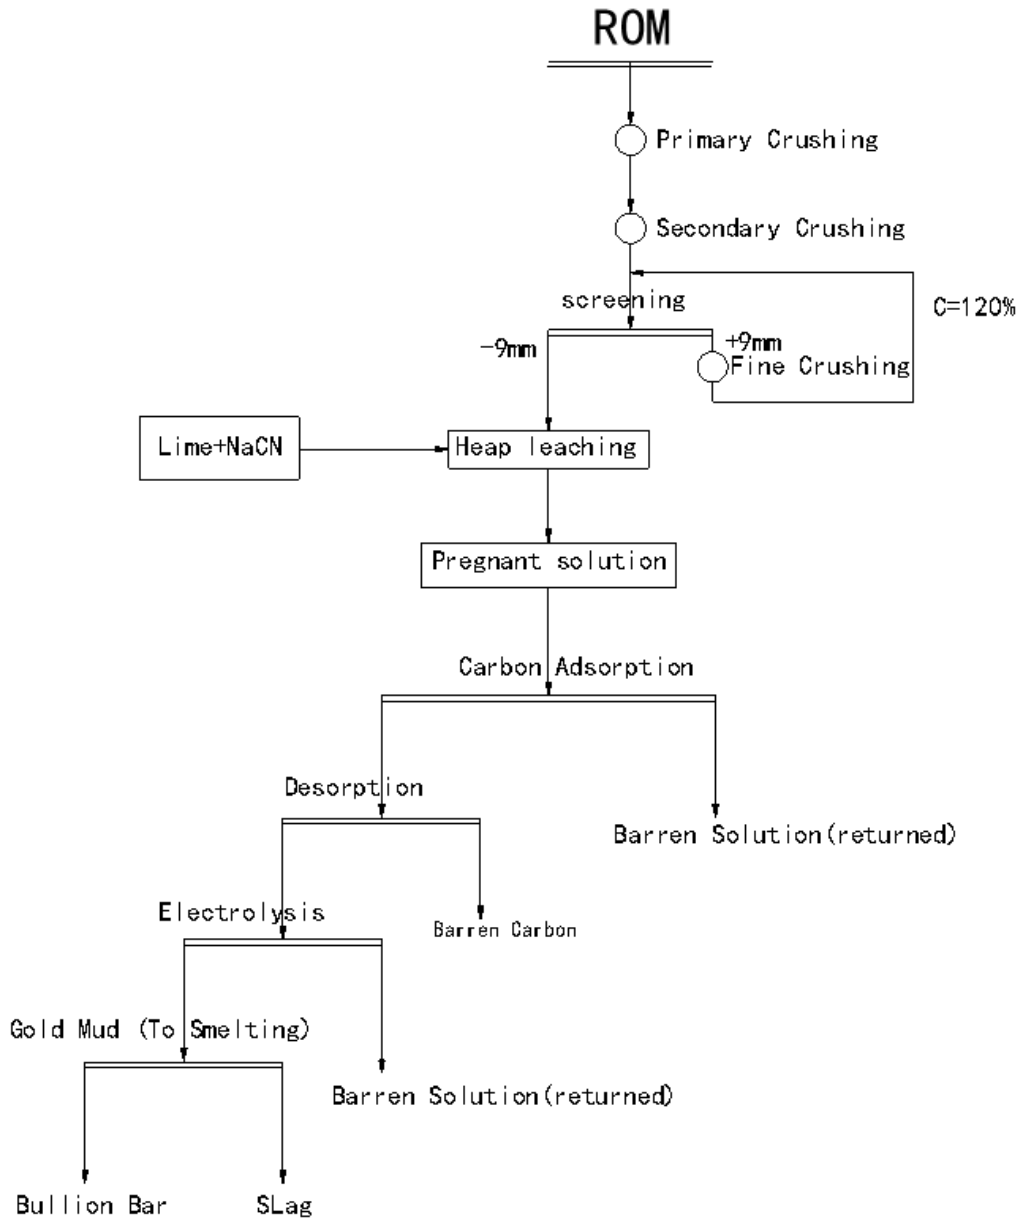 ROM
Primary Crushing
Secondary Crushing
screening
C=120%
-9mm
+9mm
Fine Crushing
Lime+NaCN
Heap leaching
Pregnant solution
Carbon Adsorption
Desorption
Barren Solution(returned)
Electrolysis
Barren Carbon
Gold Mud (To Smelting)
Barren Solution(returned)
Bullion Bar
SLag